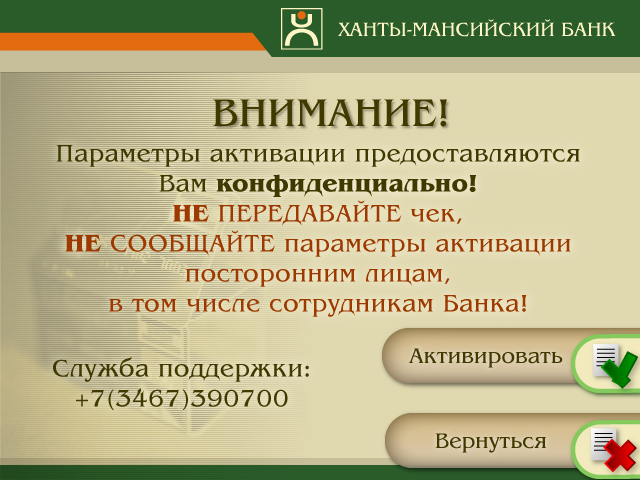 ХАНТЫ-МАНСИЙСКИЙ БАНК
ВНИМАНИЕ!
Параметры активации предоставляются
Вам конфиденциально!
НЕ ПЕРЕДАВАЙТЕ чек,
НЕ СООБЩАЙТЕ параметры активации
посторонним лицам,
в том числе сотрудникам Банка!
Активировать
Служба поддержки:
+7(3467)390700
Вернуться